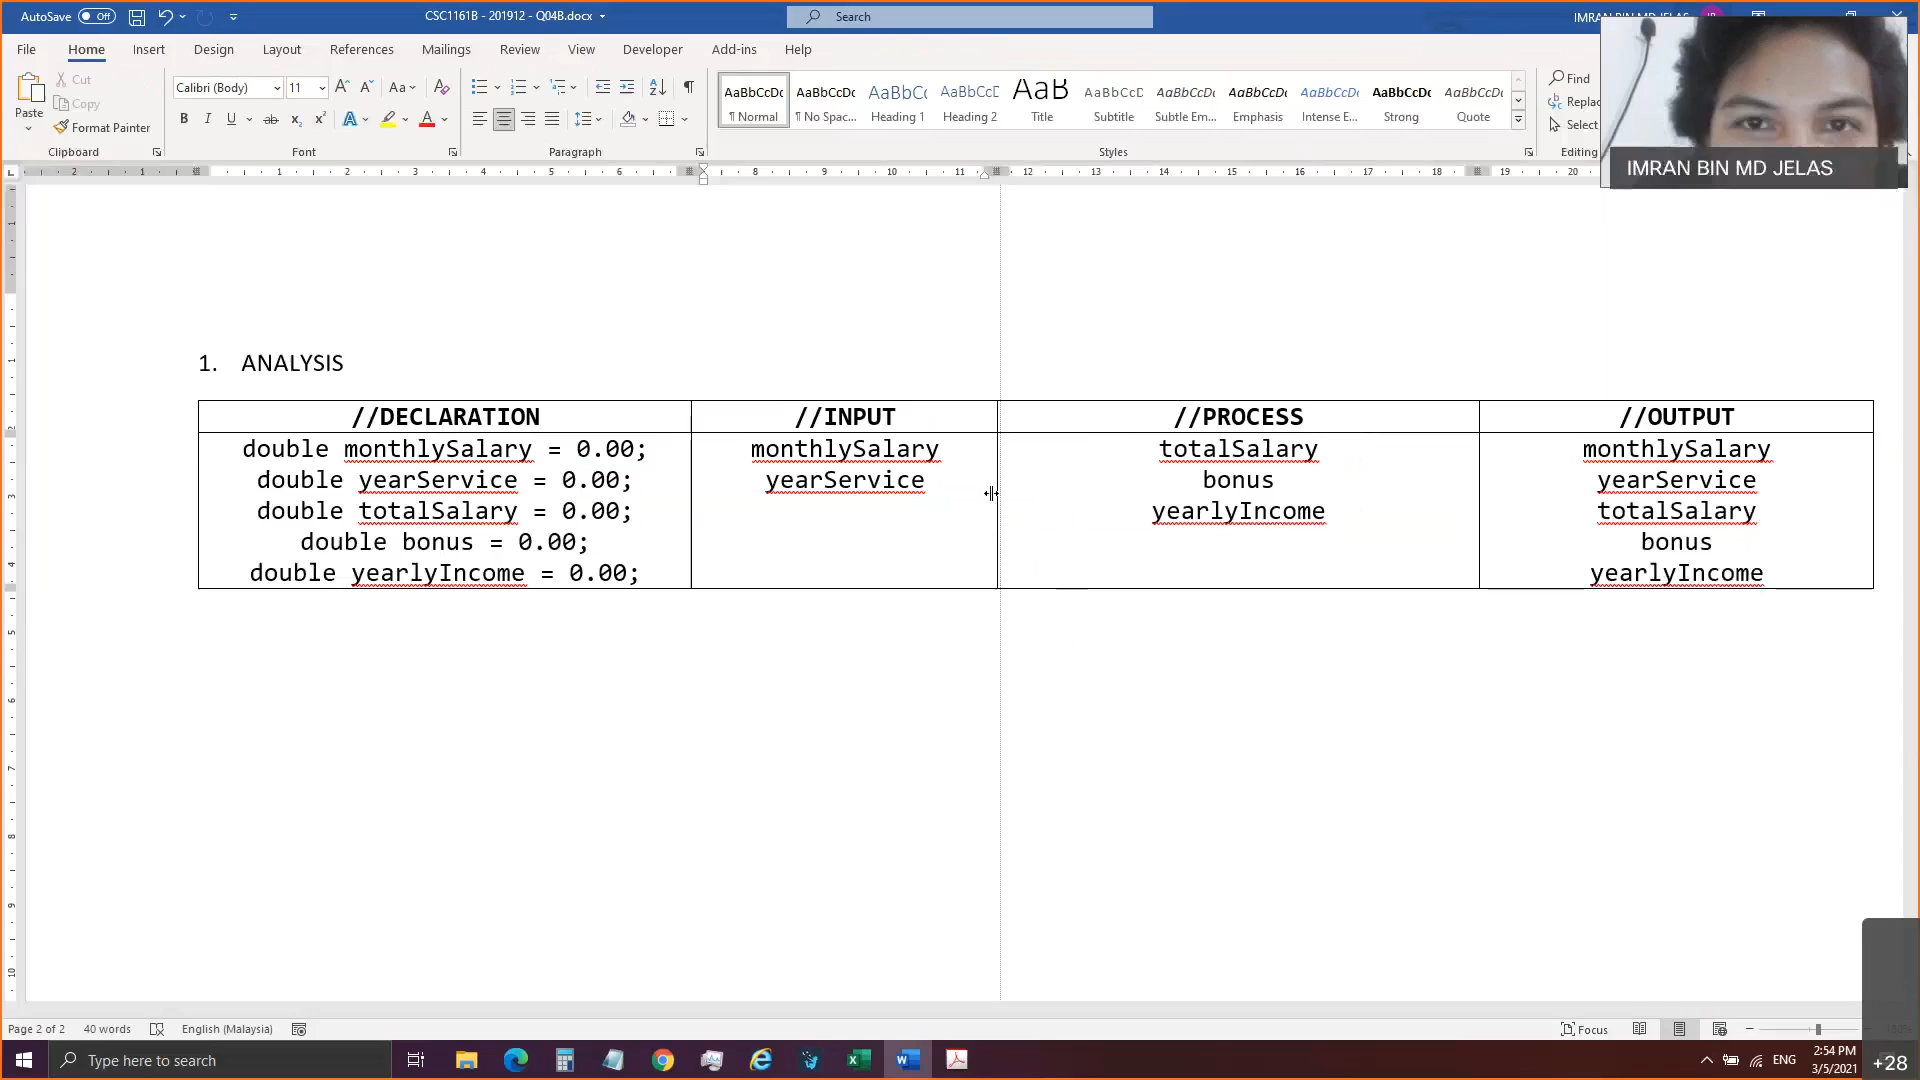 AutoSave Off CSC1161B - 201912 - Q04B.docx Search
File Home Insert Design Layout References Mailings Review View Developer Add-ins Help
IMRAN BIN MD JELAS
Paste Cut Copy Format Painter
Calibri (Body) 11
AaBbCcDc AaBbCcDc AaBbCc AaBbCcD AaB AaBbCcD AaBbCcDc AaBbCcDc AaBbCcDc AaBbCcDc AaBbCcDc
¶ Normal ¶ No Spac... Heading 1 Heading 2 Title Subtitle Subtle Em... Emphasis Intense E... Strong Quote
Find
Replac
Select
Clipboard Font Paragraph Styles Editing
1. ANALYSIS
//DECLARATION //INPUT //PROCESS //OUTPUT
double monthlySalary = 0.00; monthlySalary totalSalary monthlySalary
double yearService = 0.00; yearService bonus yearService
double totalSalary = 0.00; yearlyIncome totalSalary
double bonus = 0.00; bonus
double yearlyIncome = 0.00; yearlyIncome
Page 2 of 2 40 words English (Malaysia) Focus
Type here to search ENG 2:54 PM
3/5/2021
+28